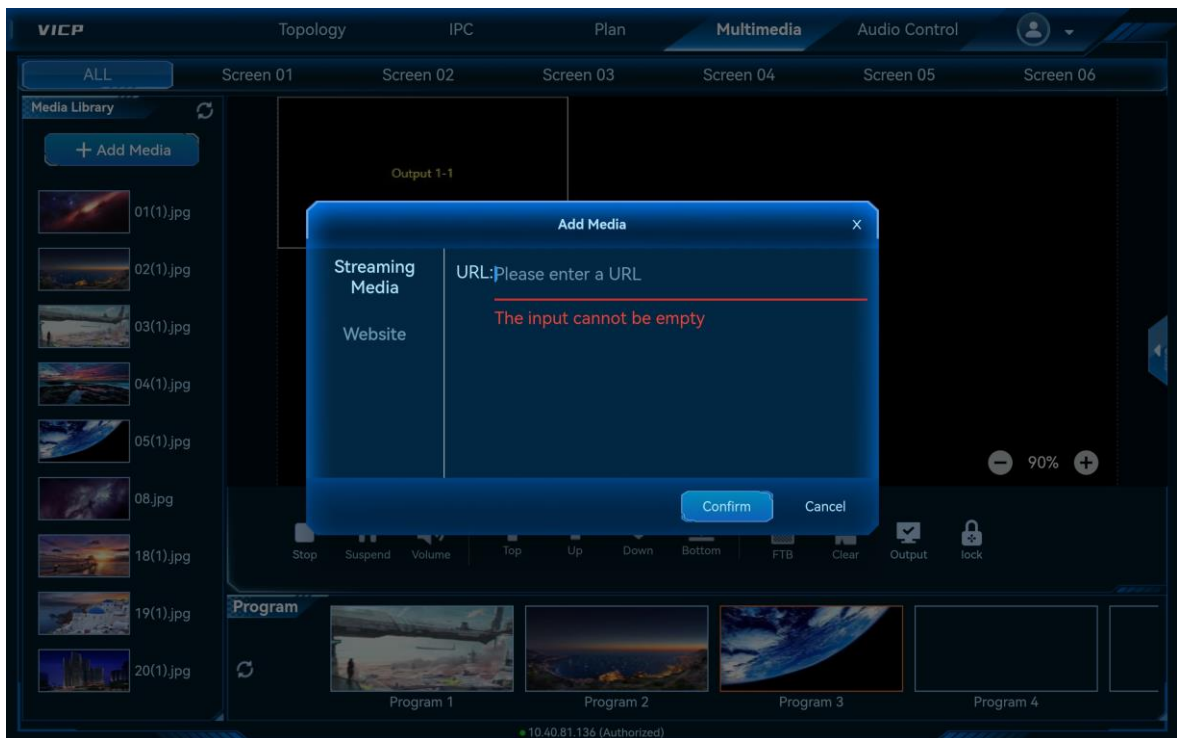 VICP
Topology
IPC
Plan
Multimedia
Audio Control
ALL
Screen 01
Screen 02
Screen 03
Screen 04
Screen 05
Screen 06
Media Library
+ Add Media
01(1).jpg
02(1).jpg
03(1).jpg
04(1).jpg
05(1).jpg
08.jpg
18(1).jpg
19(1).jpg
20(1).jpg
Output 1-1
Add Media
X
Streaming
Media
Website
URL:Please enter a URL
The input cannot be empty
Confirm
Cancel
90%
Stop
Suspend
Volume
Top
Up
Down
Bottom
FTB
Clear
Output
lock
Program
Program 1
Program 2
Program 3
Program 4
10.40.81.136 (Authorized)